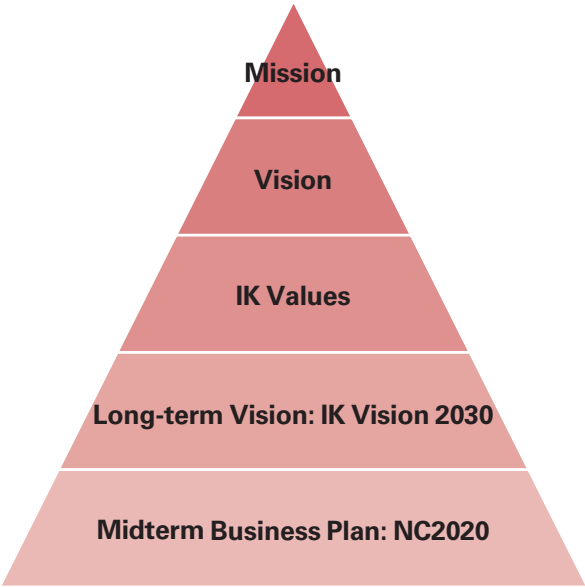 Mission
Vision
IK Values
Long-term Vision: IK Vision 2030
Midterm Business Plan: NC2020